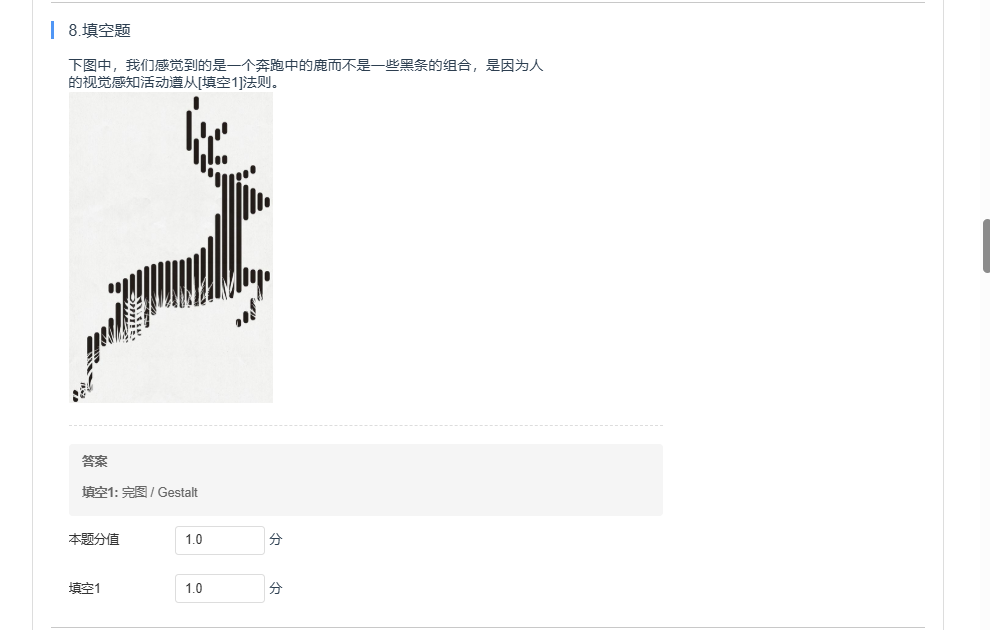 8.填空题
下图中，我们感觉到的是一个奔跑中的鹿而不是一些黑条的组合，是因为人
的视觉感知活动遵从[填空1]法则。
答案
填空1: 完图 / Gestalt
本题分值 1.0 分
填空1 1.0 分